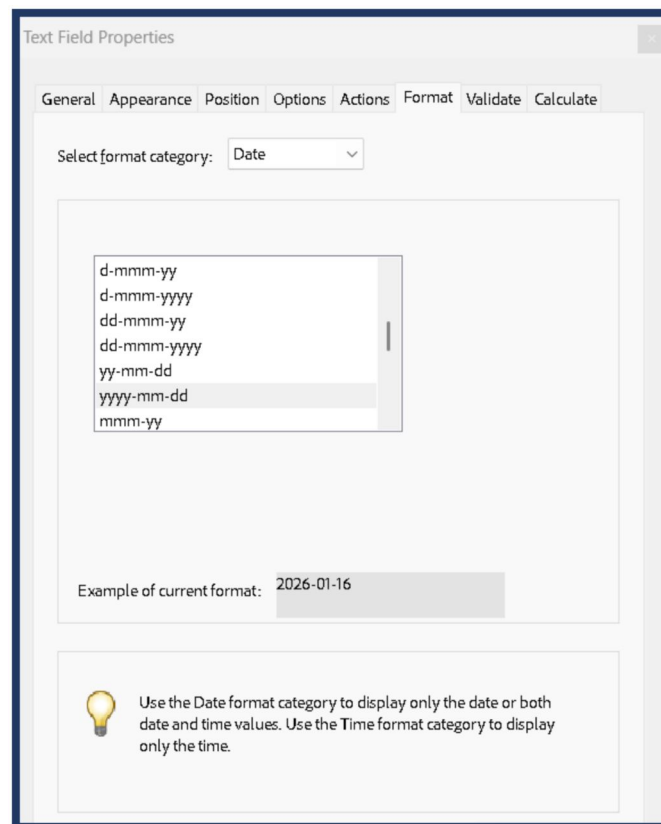 Text Field Properties
General Appearance Position Options Actions Format Validate Calculate
Select format category: Date
d-mmm-yy
d-mmm-yyyy
dd-mmm-yy
dd-mmm-yyyy
yy-mm-dd
yyyy-mm-dd
mmm-yy
Example of current format: 2026-01-16
Use the Date format category to display only the date or both
date and time values. Use the Time format category to display
only the time.